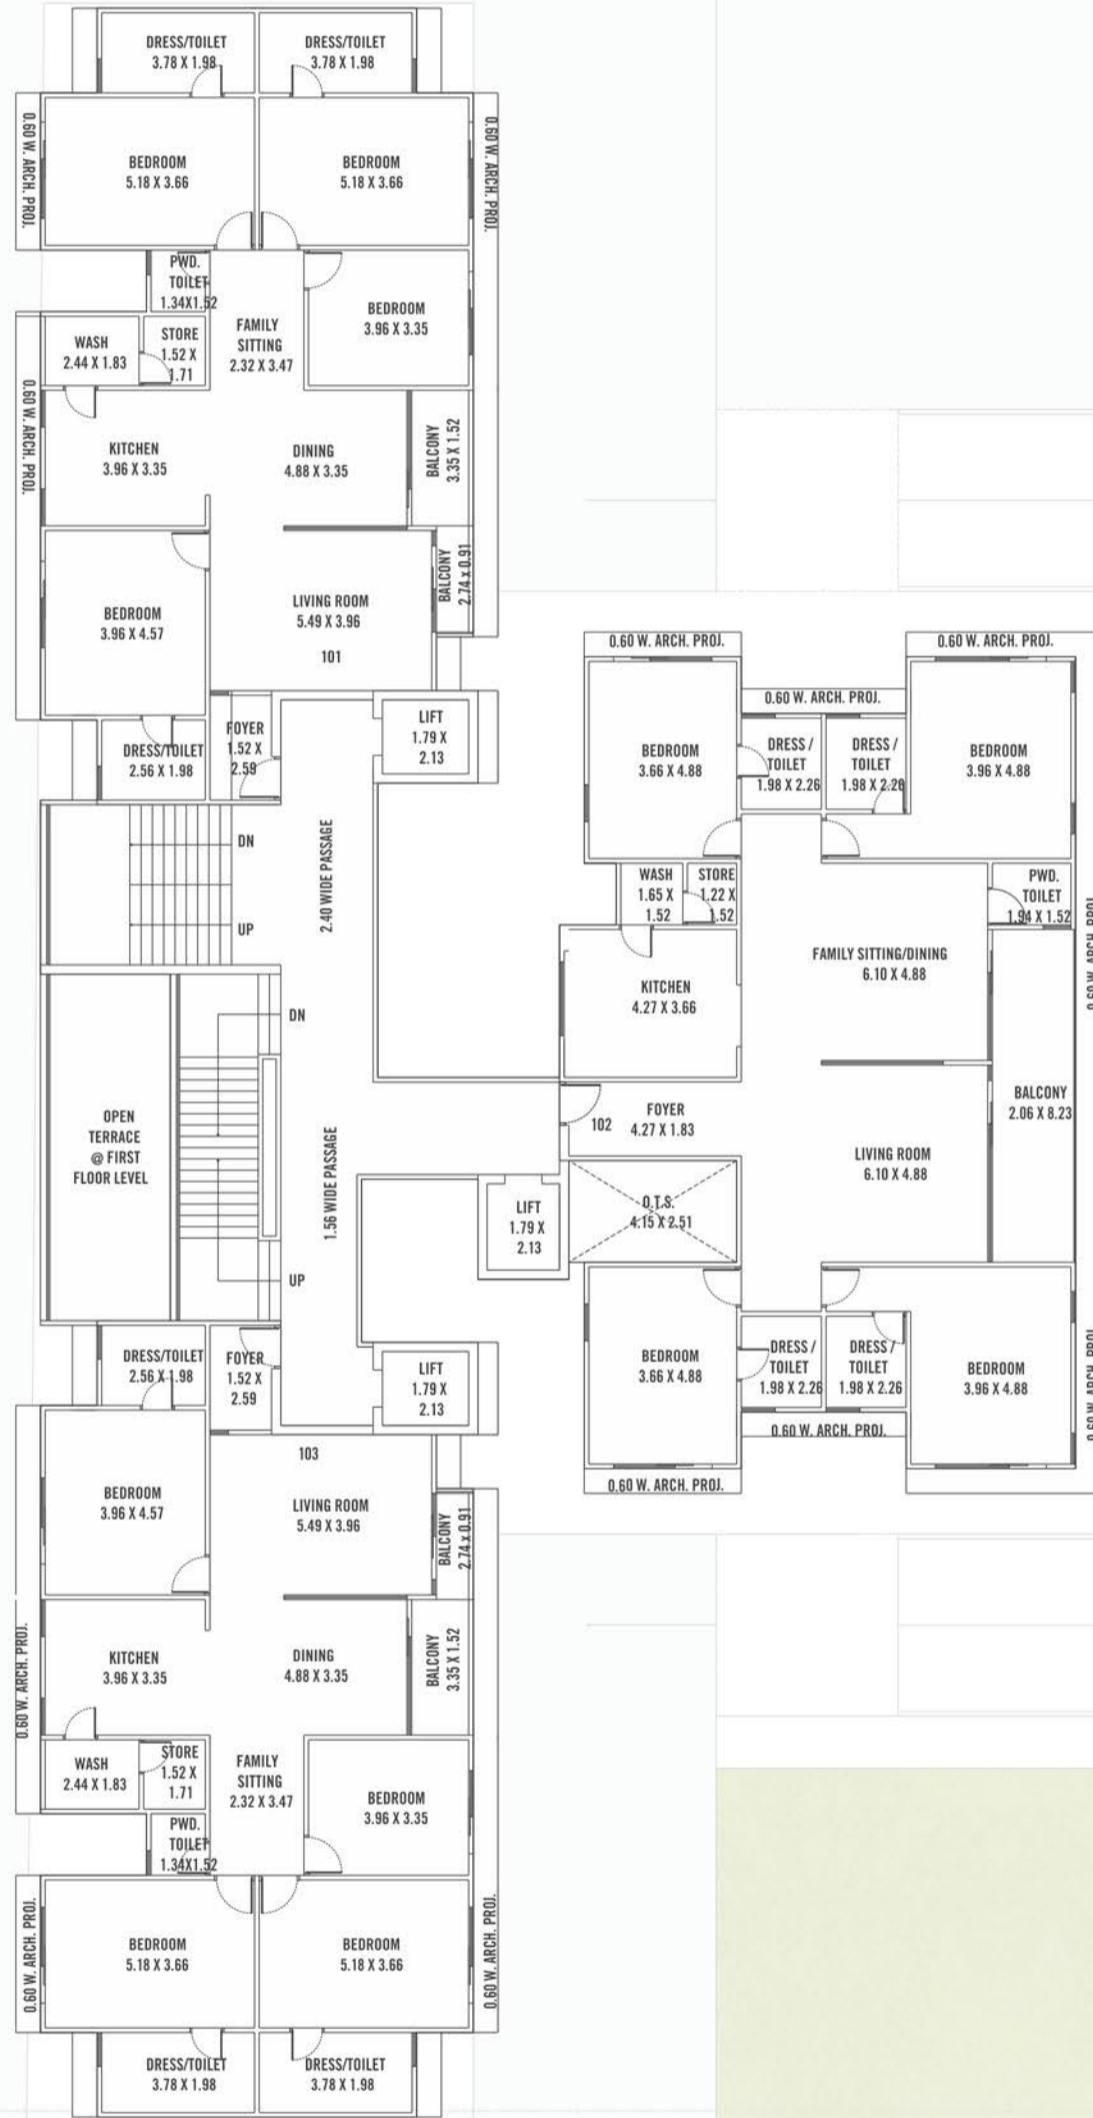 DRESS/TOILET
3.78 X 1.98
DRESS/TOILET
3.78 X 1.98
0.60 W. ARCH. PROJ.
BEDROOM
5.18 X 3.66
BEDROOM
5.18 X 3.66
0.60 W. ARCH. PROJ.
PWD.
TOILET
1.34X1.52
BEDROOM
3.96 X 3.35
WASH
2.44 X 1.83
STORE
1.52 X
1.71
FAMILY
SITTING
2.32 X 3.47
0.60 W. ARCH. PROJ.
KITCHEN
3.96 X 3.35
DINING
4.88 X 3.35
BALCONY
3.35 X 1.52
BEDROOM
3.96 X 4.57
LIVING ROOM
5.49 X 3.96
101
BALCONY
2.74 x 0.91
DRESS/TOILET
2.56 X 1.98
FOYER
1.52 X
2.59
LIFT
1.79 X
2.13
DN
UP
2.40 WIDE PASSAGE
DN
OPEN
TERRACE
@ FIRST
FLOOR LEVEL
1.56 WIDE PASSAGE
UP
0.60 W. ARCH. PROJ.
0.60 W. ARCH. PROJ.
0.60 W. ARCH. PROJ.
BEDROOM
3.66 X 4.88
DRESS /
TOILET
1.98 X 2.26
DRESS /
TOILET
1.98 X 2.26
BEDROOM
3.96 X 4.88
WASH
1.65 X
1.52
STORE
1.22 X
1.52
PWD.
TOILET
1.94 X 1.52
0.60 W. ARCH. PROJ.
KITCHEN
4.27 X 3.66
FAMILY SITTING/DINING
6.10 X 4.88
102
FOYER
4.27 X 1.83
BALCONY
2.06 X 8.23
LIVING ROOM
6.10 X 4.88
LIFT
1.79 X
2.13
O.T.S.
4.15 X 2.51
BEDROOM
3.66 X 4.88
DRESS /
TOILET
1.98 X 2.26
DRESS /
TOILET
1.98 X 2.26
BEDROOM
3.96 X 4.88
0.60 W. ARCH. PROJ.
0.60 W. ARCH. PROJ.
0.60 W. ARCH. PROJ.
DRESS/TOILET
2.56 X 1.98
FOYER
1.52 X
2.59
LIFT
1.79 X
2.13
103
BEDROOM
3.96 X 4.57
LIVING ROOM
5.49 X 3.96
BALCONY
2.74 x 0.91
0.60 W. ARCH. PROJ.
KITCHEN
3.96 X 3.35
DINING
4.88 X 3.35
BALCONY
3.35 X 1.52
WASH
2.44 X 1.83
STORE
1.52 X
1.71
FAMILY
SITTING
2.32 X 3.47
BEDROOM
3.96 X 3.35
PWD.
TOILET
1.34X1.52
0.60 W. ARCH. PROJ.
BEDROOM
5.18 X 3.66
BEDROOM
5.18 X 3.66
0.60 W. ARCH. PROJ.
DRESS/TOILET
3.78 X 1.98
DRESS/TOILET
3.78 X 1.98